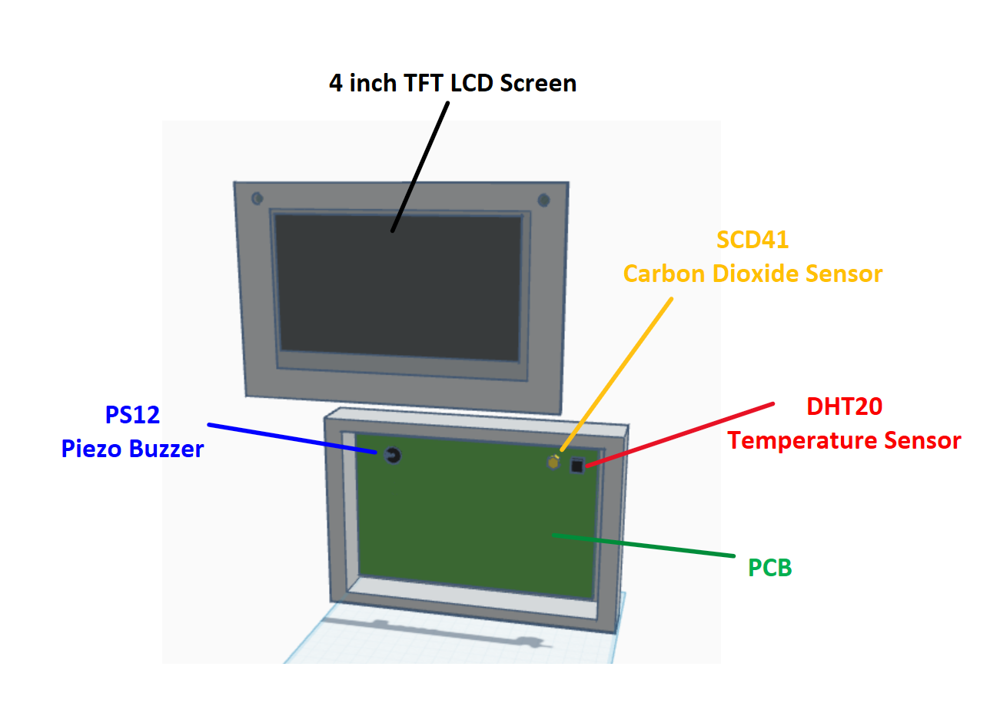 4 inch TFT LCD Screen
SCD41
Carbon Dioxide Sensor
PS12
Piezo Buzzer
DHT20
Temperature Sensor
PCB